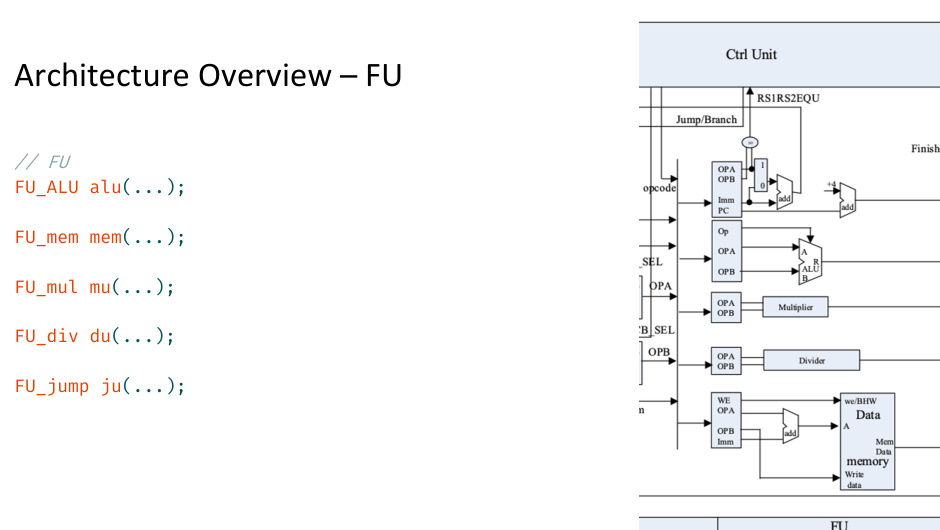 Architecture Overview – FU
// FU
FU_ALU alu(...);
FU_mem mem(...);
FU_mul mu(...);
FU_div du(...);
FU_jump ju(...);
Ctrl Unit
RS1RS2EQU
Jump/Branch
=
Finish
opcode
OPA
OPB
Imm
PC
1
0
add
+4
add
Op
OPA
OPB
A
R
ALU
B
_SEL
OPA
OPA
OPB
Multiplier
B_SEL
OPB
OPA
OPB
Divider
m
WE
OPA
OPB
Imm
add
we/BHW
Data
A
Mem
Data
memory
Write
data
FU